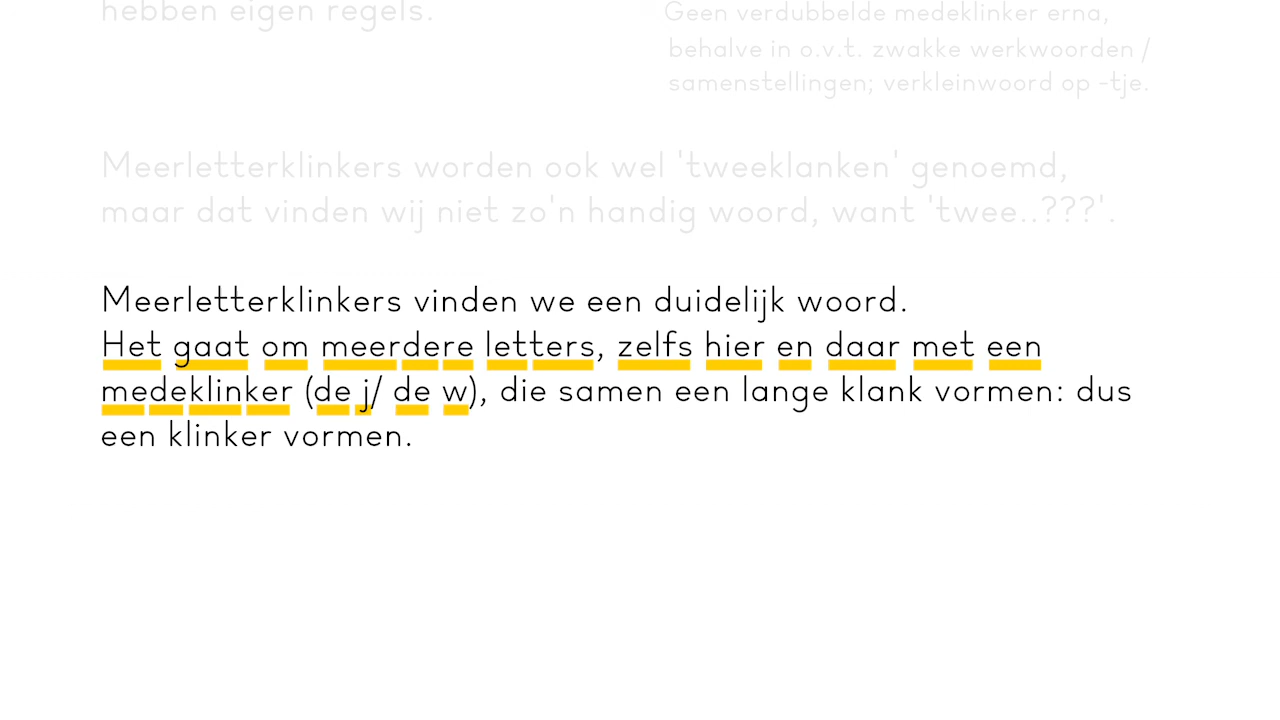 hebben eigen regels.
Geen verdubbelde medeklinker erna,
behalve in o.v.t. zwakke werkwoorden /
samenstellingen; verkleinwoord op -tje.
Meerletterklinkers worden ook wel 'tweeklanken' genoemd,
maar dat vinden wij niet zo'n handig woord, want 'twee..???'.
Meerletterklinkers vinden we een duidelijk woord.
Het gaat om meerdere letters, zelfs hier en daar met een
medeklinker (de j/ de w), die samen een lange klank vormen: dus
een klinker vormen.